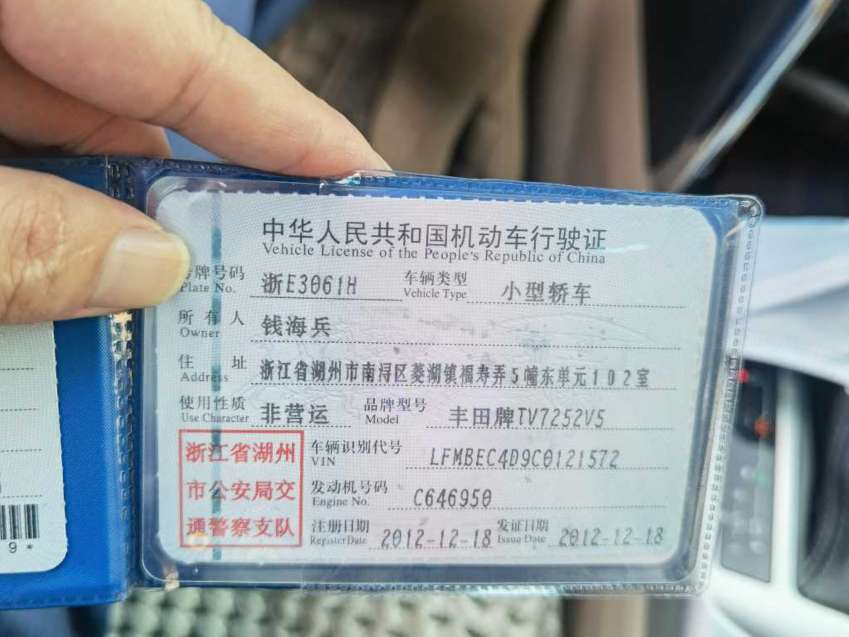 中华人民共和国机动车行驶证
Vehicle License of the People's Republic of China
号牌号码 浙E3061H 车辆类型 小型轿车
Plate No. Vehicle Type
所有人 钱海兵
Owner
住址 浙江省湖州市南浔区菱湖镇福寿弄5幢东单元102室
Address
使用性质 非营运 品牌型号 丰田牌TV7252V5
Use Character Model
浙江省湖州
市公安局交
通警察支队
车辆识别代号 LFMBEC4D9C0121572
VIN
发动机号码 C646950
Engine No.
注册日期 2012-12-18 发证日期 2012-12-18
Register Date Issue Date
9*